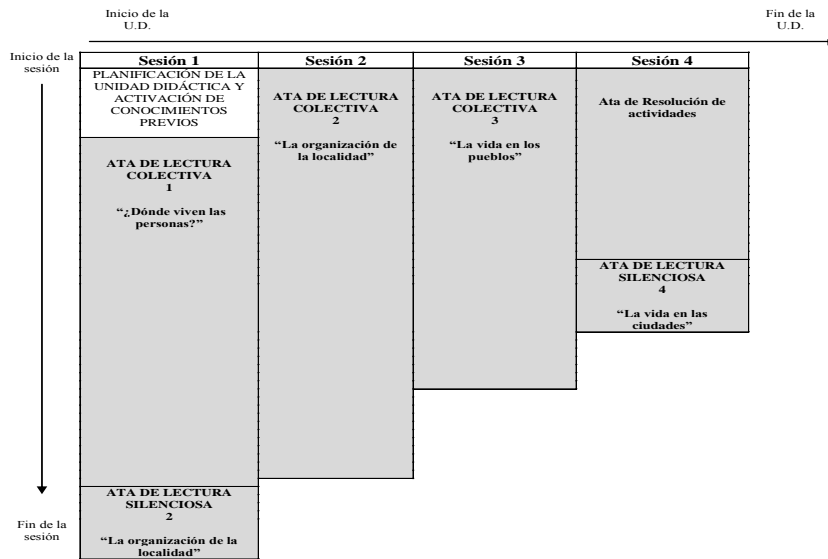 Inicio de la
U.D.
Fin de la
U.D.
Inicio de la
sesión
Sesión 1
Sesión 2
Sesión 3
Sesión 4
PLANIFICACIÓN DE LA
UNIDAD DIDÁCTICA Y
ACTIVACIÓN DE
CONOCIMIENTOS
PREVIOS
ATA DE LECTURA
COLECTIVA
1
“¿Dónde viven las
personas?”
ATA DE LECTURA
COLECTIVA
2
“La organización de
la localidad”
ATA DE LECTURA
COLECTIVA
3
“La vida en los
pueblos”
Ata de Resolución de
actividades
ATA DE LECTURA
SILENCIOSA
4
“La vida en las
ciudades”
ATA DE LECTURA
SILENCIOSA
2
“La organización de la
localidad”
Fin de la
sesión